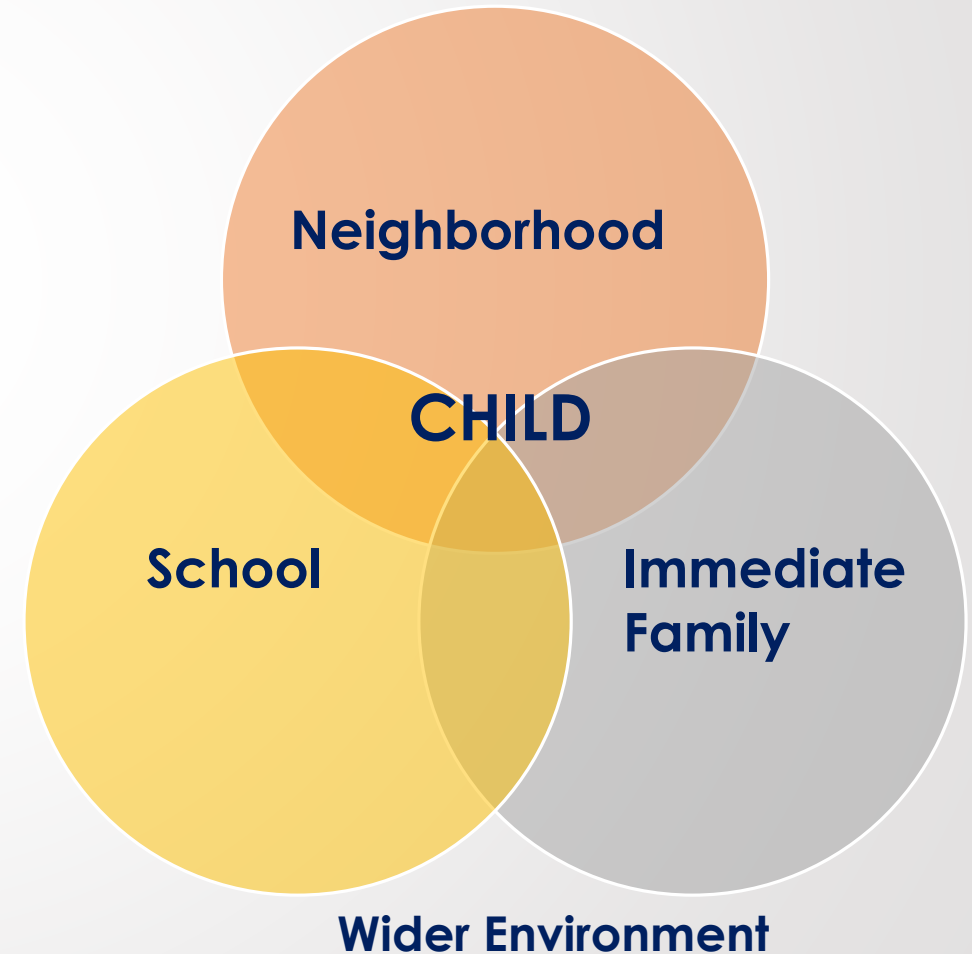 Neighborhood
CHILD
School
Immediate
Family
Wider Environment